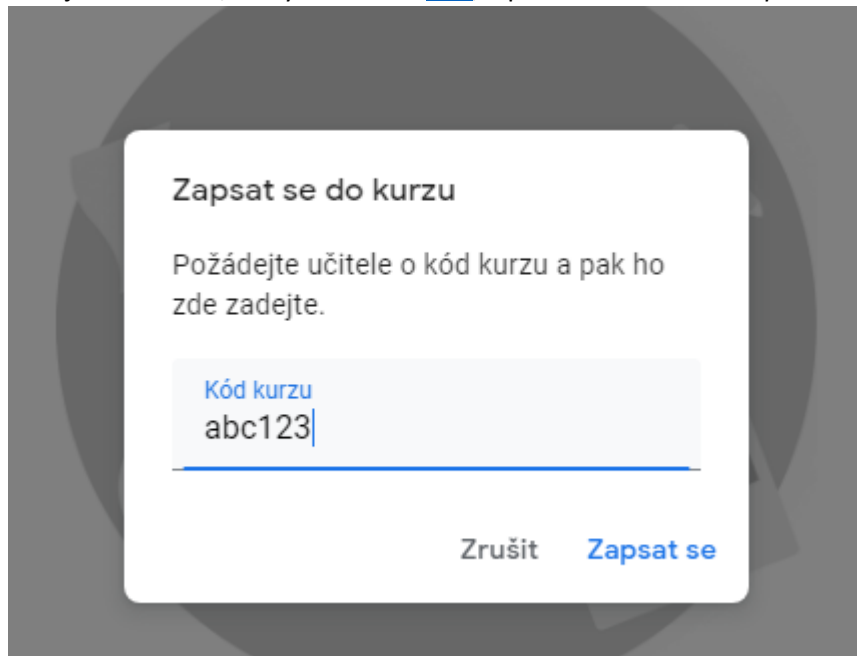 Zapsat se do kurzu
Požádejte učitele o kód kurzu a pak ho
zde zadejte.
Kód kurzu
abc123
Zrušit Zapsat se